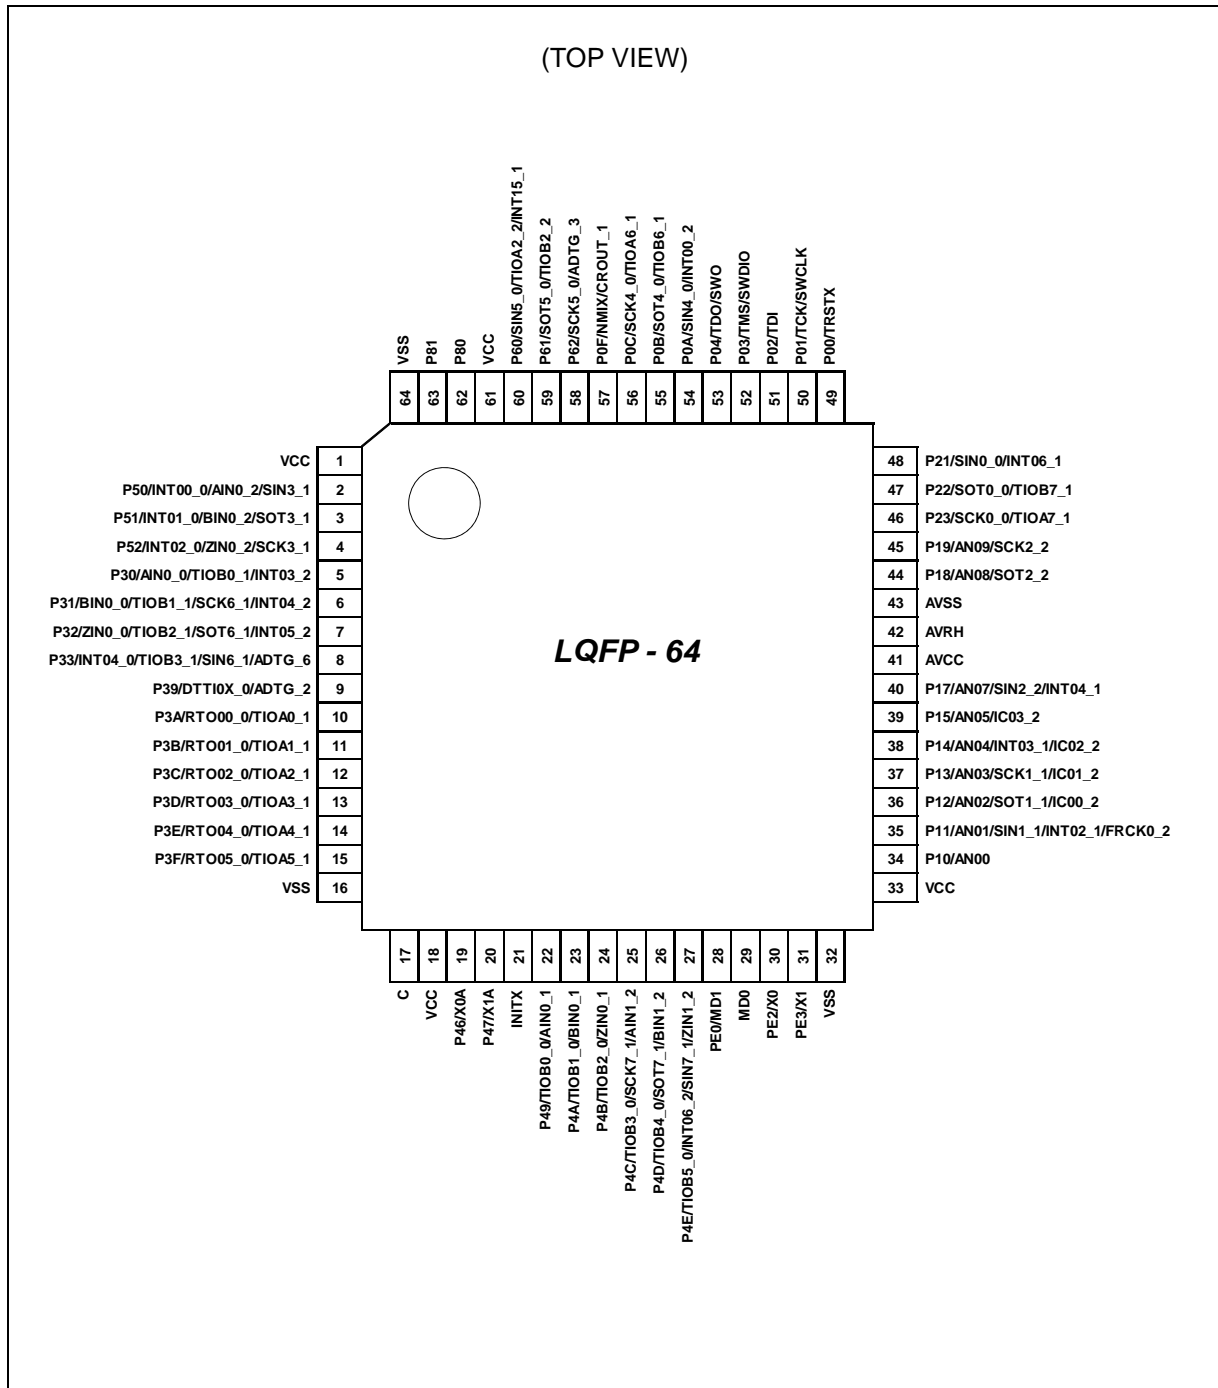 (TOP VIEW)
VSS
P81
P80
VCC
P60/SIN5_0/TIOA2_2/INT15_1
P61/SOT5_0/TIOB2_2
P62/SCK5_0/ADTG_3
P0F/NMIX/CROUT_1
P0C/SCK4_0/TIOA6_1
P0B/SOT4_0/TIOB6_1
P0A/SIN4_0/INT00_2
P04/TDO/SWO
P03/TMS/SWDIO
P02/TDI
P01/TCK/SWCLK
P00/TRSTX
64 63 62 61 60 59 58 57 56 55 54 53 52 51 50 49
VCC 1
P50/INT00_0/AIN0_2/SIN3_1 2
P51/INT01_0/BIN0_2/SOT3_1 3
P52/INT02_0/ZIN0_2/SCK3_1 4
P30/AIN0_0/TIOB0_1/INT03_2 5
P31/BIN0_0/TIOB1_1/SCK6_1/INT04_2 6
P32/ZIN0_0/TIOB2_1/SOT6_1/INT05_2 7
P33/INT04_0/TIOB3_1/SIN6_1/ADTG_6 8
P39/DTTI0X_0/ADTG_2 9
P3A/RTO00_0/TIOA0_1 10
P3B/RTO01_0/TIOA1_1 11
P3C/RTO02_0/TIOA2_1 12
P3D/RTO03_0/TIOA3_1 13
P3E/RTO04_0/TIOA4_1 14
P3F/RTO05_0/TIOA5_1 15
VSS 16
LQFP - 64
48 P21/SIN0_0/INT06_1
47 P22/SOT0_0/TIOB7_1
46 P23/SCK0_0/TIOA7_1
45 P19/AN09/SCK2_2
44 P18/AN08/SOT2_2
43 AVSS
42 AVRH
41 AVCC
40 P17/AN07/SIN2_2/INT04_1
39 P15/AN05/IC03_2
38 P14/AN04/INT03_1/IC02_2
37 P13/AN03/SCK1_1/IC01_2
36 P12/AN02/SOT1_1/IC00_2
35 P11/AN01/SIN1_1/INT02_1/FRCK0_2
34 P10/AN00
33 VCC
17 18 19 20 21 22 23 24 25 26 27 28 29 30 31 32
C
VCC
P46/X0A
P47/X1A
INITX
P49/TIOB0_0/AIN0_1
P4A/TIOB1_0/BIN0_1
P4B/TIOB2_0/ZIN0_1
P4C/TIOB3_0/SCK7_1/AIN1_2
P4D/TIOB4_0/SOT7_1/BIN1_2
P4E/TIOB5_0/INT06_2/SIN7_1/ZIN1_2
PE0/MD1
MD0
PE2/X0
PE3/X1
VSS